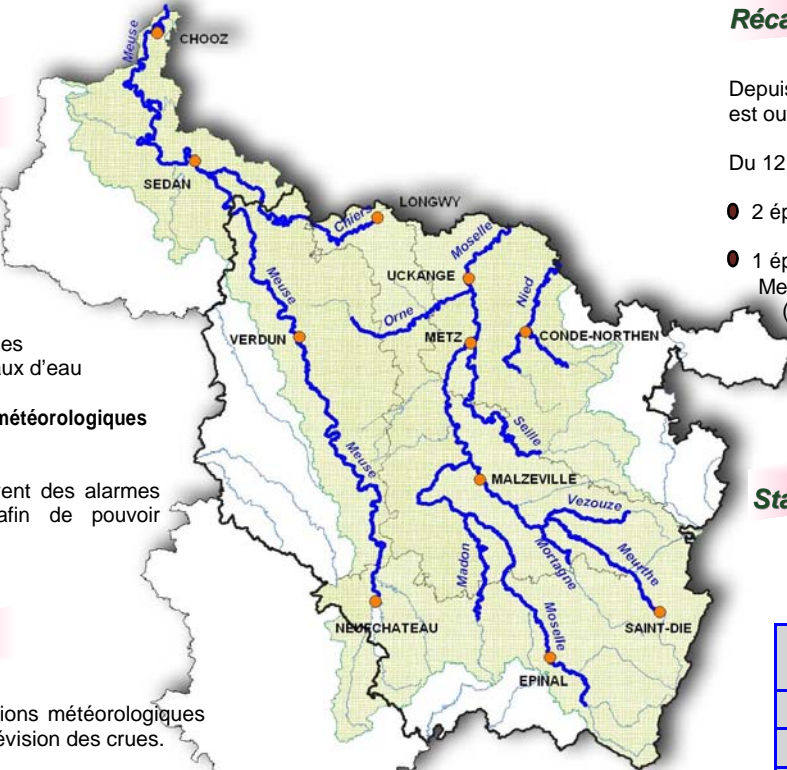 Meuse
CHOOZ
SEDAN
LONGWY
Chiers
Moselle
UCKANGE
Meuse
Orne
Nied
VERDUN
METZ
CONDE-NORTHEN
Seille
Meuse
MALZEVILLE
Vezouze
Meurthe
Mortagne
Madon
NEUFCHATEAU
SAINT-DIE
Moselle
EPINAL
es
aux d'eau
météorologiques
vent des alarmes
afin de pouvoir
ions météorologiques
évision des crues.
Réca
Depuis
est ou
Du 12
2 ép
1 ép
Me
(
Sta